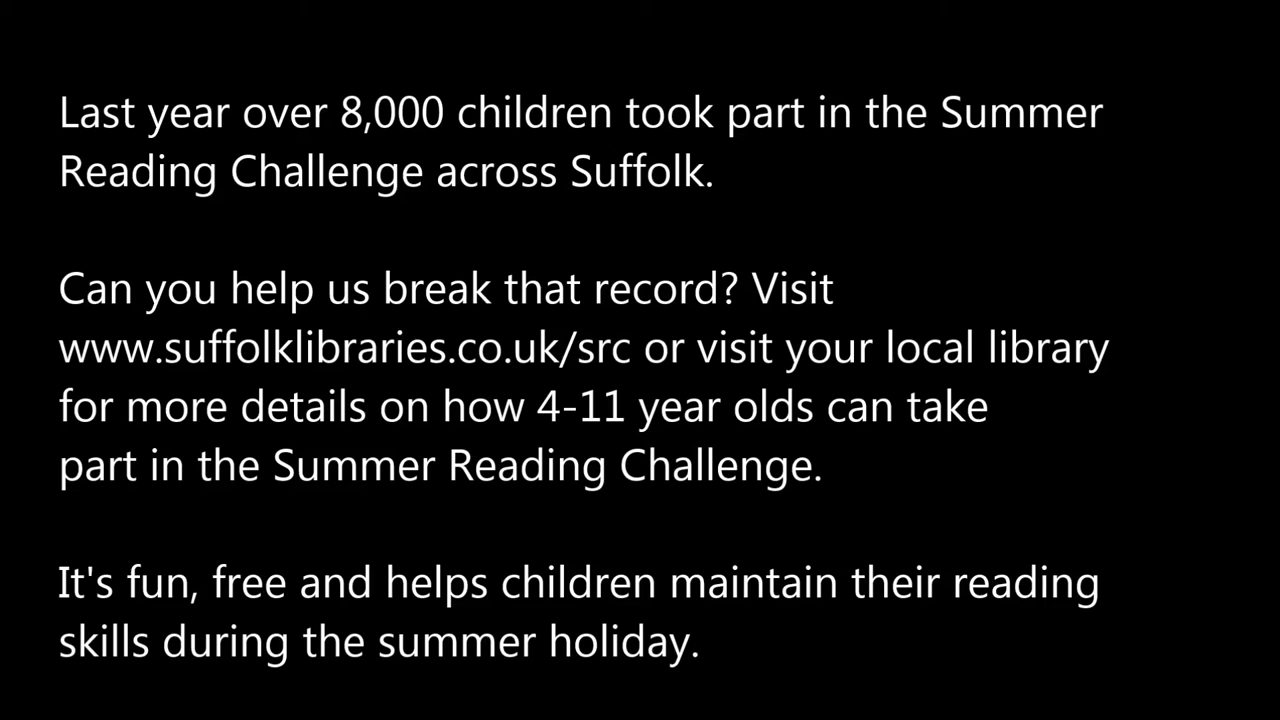 Last year over 8,000 children took part in the Summer
Reading Challenge across Suffolk.
Can you help us break that record? Visit
www.suffolklibraries.co.uk/src or visit your local library
for more details on how 4-11 year olds can take
part in the Summer Reading Challenge.
It's fun, free and helps children maintain their reading
skills during the summer holiday.